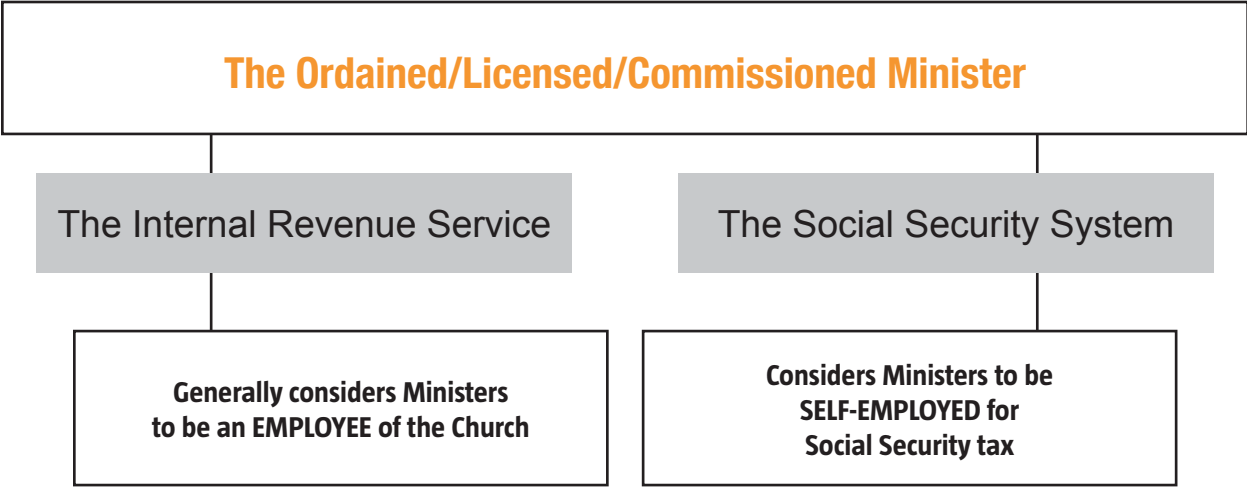 The Ordained/Licensed/Commissioned Minister
The Internal Revenue Service
The Social Security System
Generally considers Ministers
to be an EMPLOYEE of the Church
Considers Ministers to be
SELF-EMPLOYED for
Social Security tax